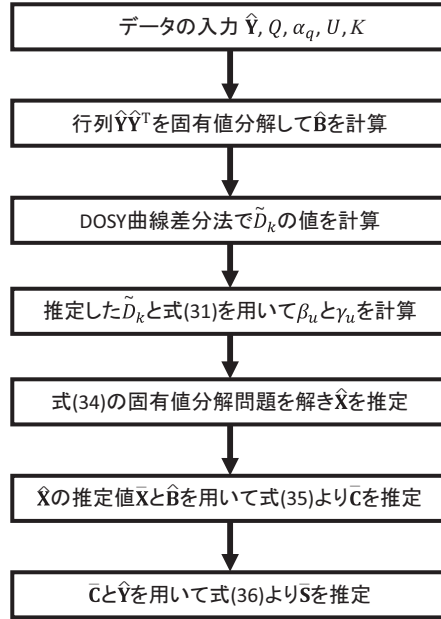 データの入力 Ŷ, Q, α_q, U, K
行列ŶŶᵀを固有値分解してB̂を計算
DOSY曲線差分法でD̃_kの値を計算
推定したD̃_kと式(31)を用いてβ_uとγ_uを計算
式(34)の固有値分解問題を解きX̂を推定
X̂の推定値X̄とB̂を用いて式(35)よりC̄を推定
C̄とŶを用いて式(36)よりS̄を推定